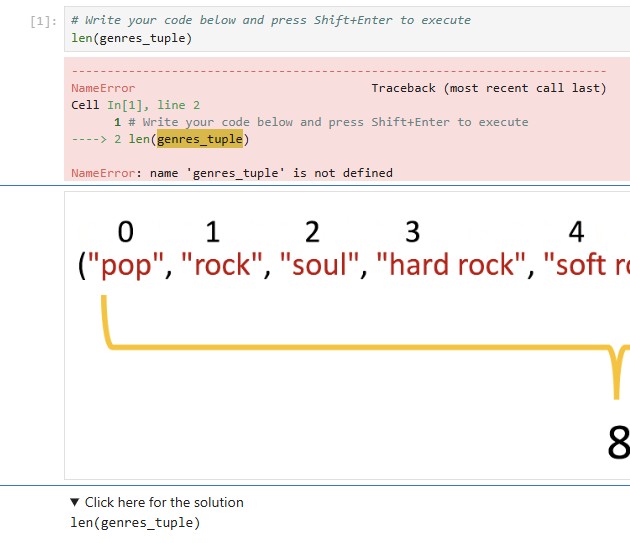 [1]: # Write your code below and press Shift+Enter to execute
len(genres_tuple)
---------------------------------------------------------------------------
NameError Traceback (most recent call last)
Cell In[1], line 2
1 # Write your code below and press Shift+Enter to execute
----> 2 len(genres_tuple)
NameError: name 'genres_tuple' is not defined
0 1 2 3 4
("pop", "rock", "soul", "hard rock", "soft
8
▼ Click here for the solution
len(genres_tuple)